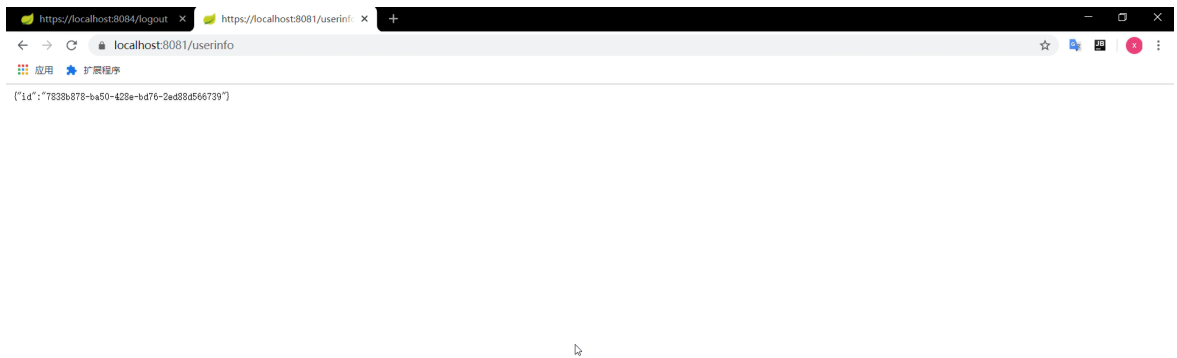 https://localhost:8084/logout
https://localhost:8081/userinfo
localhost:8081/userinfo
应用 扩展程序
{"id":"7838b878-ba50-428e-bd76-2ed88d566739"}